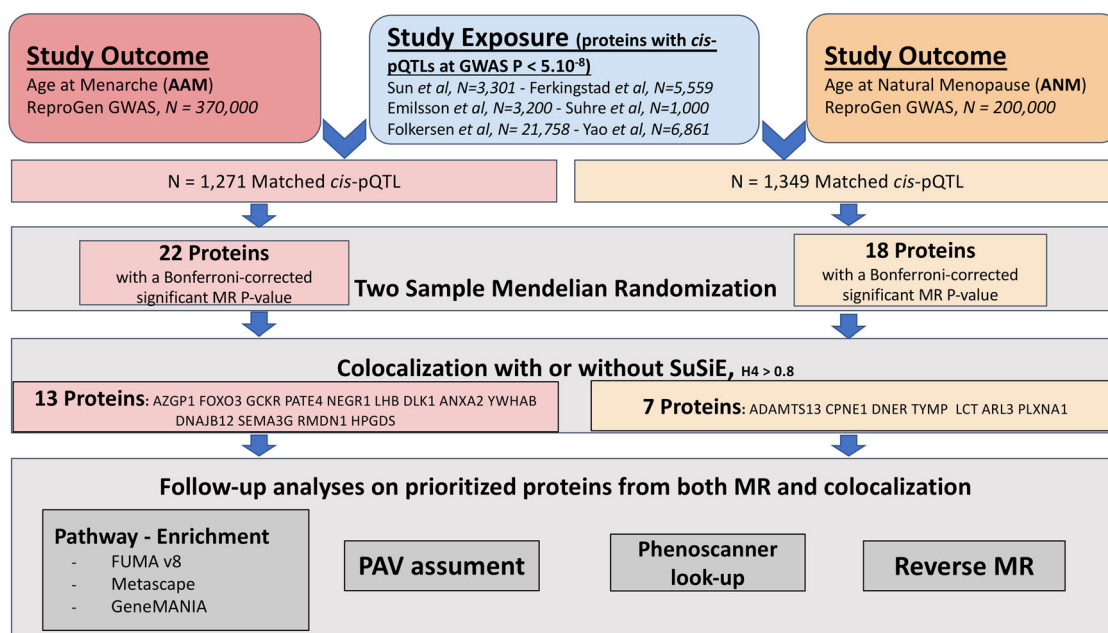 Study Outcome
Age at Menarche (AAM)
ReproGen GWAS, N = 370,000
Study Exposure (proteins with cis-
pQTLs at GWAS P < 5.10-8)
Sun et al, N=3,301 - Ferkingstad et al, N=5,559
Emilsson et al, N=3,200 - Suhre et al, N=1,000
Folkersen et al, N= 21,758 - Yao et al, N=6,861
Study Outcome
Age at Natural Menopause (ANM)
ReproGen GWAS, N = 200,000
N = 1,271 Matched cis-pQTL
N = 1,349 Matched cis-pQTL
22 Proteins
with a Bonferroni-corrected
significant MR P-value
Two Sample Mendelian Randomization
18 Proteins
with a Bonferroni-corrected
significant MR P-value
Colocalization with or without SuSiE, H4 > 0.8
13 Proteins: AZGP1 FOXO3 GCKR PATE4 NEGR1 LHB DLK1 ANXA2 YWHAB
DNAJB12 SEMA3G RMDN1 HPGDS
7 Proteins: ADAMTS13 CPNE1 DNER TYMP LCT ARL3 PLXNA1
Follow-up analyses on prioritized proteins from both MR and colocalization
Pathway - Enrichment
- FUMA v8
- Metascape
- GeneMANIA
PAV assument
Phenoscanner
look-up
Reverse MR